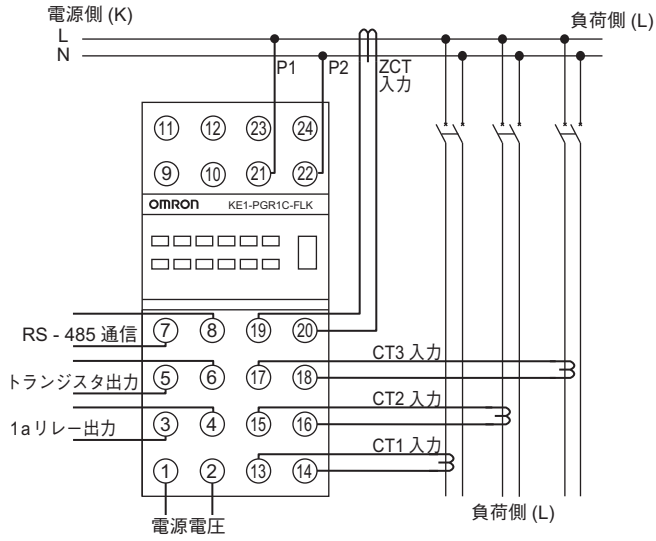 電源側 (K)
負荷側 (L)
L
N
P1
P2
ZCT
入力
⑪ ⑫ ㉓ ㉔
⑨ ⑩ ㉑ ㉒
OMRON KE1-PGR1C-FLK
RS - 485 通信
⑦ ⑧ ⑲ ⑳
CT3 入力
トランジスタ出力
⑤ ⑥ ⑰ ⑱
CT2 入力
1aリレー出力
③ ④ ⑮ ⑯
CT1 入力
① ② ⑬ ⑭
電源電圧
負荷側 (L)